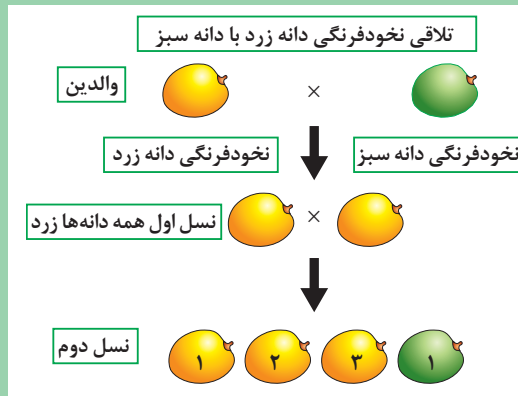 تلاقی نخودفرنگی دانه زرد با دانه سبز
والدین
×
نخودفرنگی دانه سبز
نخودفرنگی دانه زرد
نسل اول همه دانه‌ها زرد
×
نسل دوم
۱ ۲ ۳ ۱